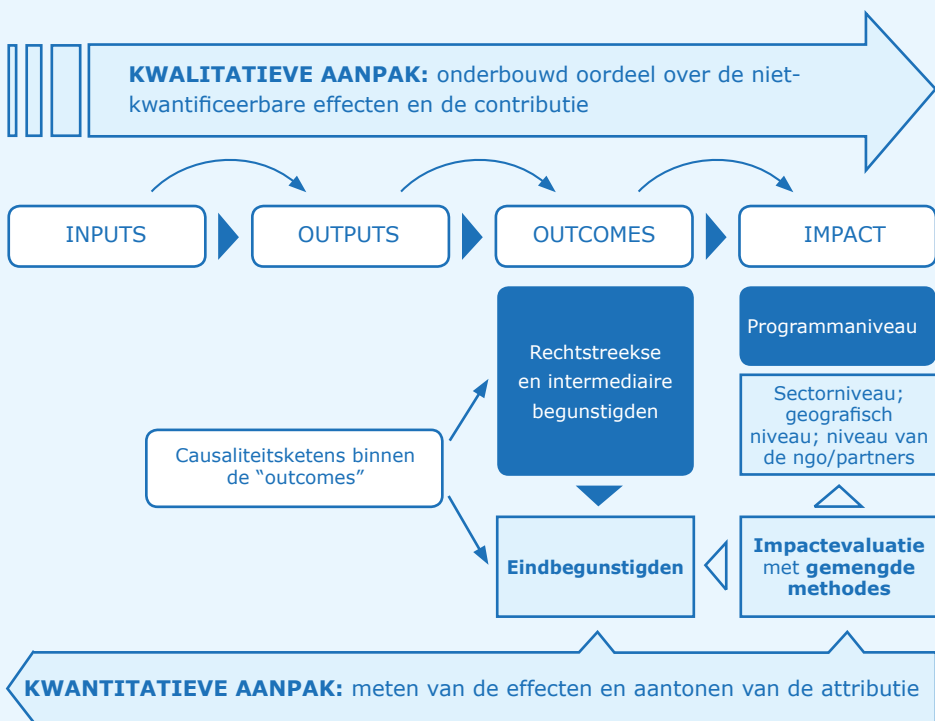 KWALITATIEVE AANPAK: onderbouwd oordeel over de niet-
kwantificeerbare effecten en de contributie
INPUTS
OUTPUTS
OUTCOMES
IMPACT
Rechtstreekse
en intermediaire
begunstigden
Programmaniveau
Sectorniveau;
geografisch
niveau; niveau van
de ngo/partners
Causaliteitsketens binnen
de “outcomes”
Eindbegunstigden
Impactevaluatie
met gemengde
methodes
KWANTITATIEVE AANPAK: meten van de effecten en aantonen van de attributie